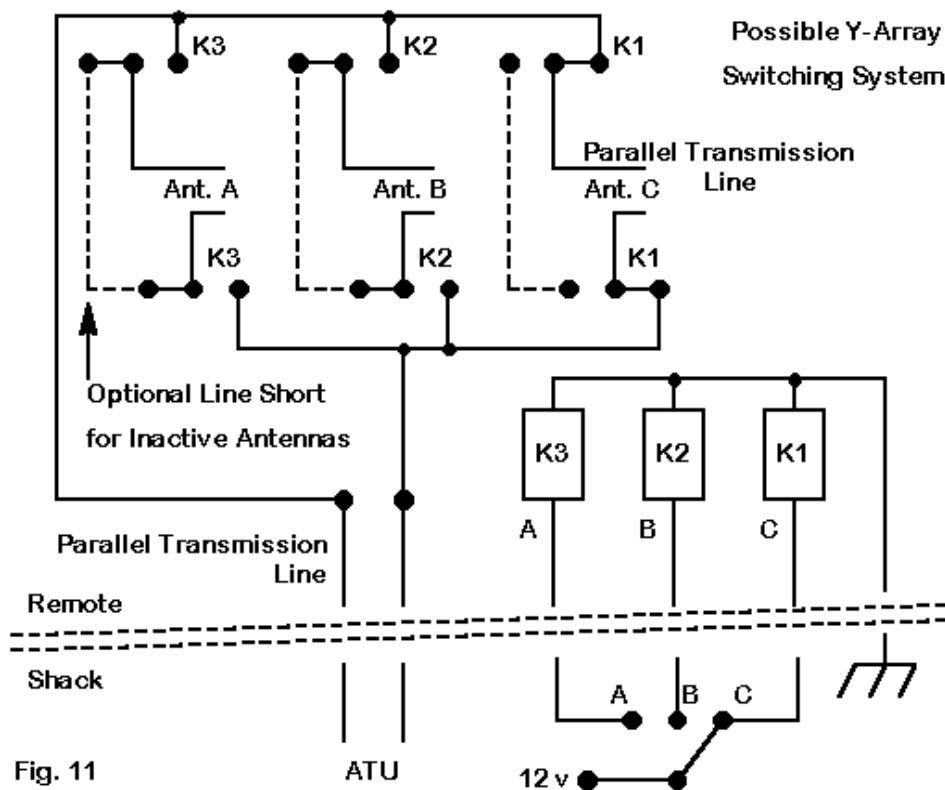 Possible Y-Array
Switching System
K3
K2
K1
Parallel Transmission
Line
Ant. A
Ant. B
Ant. C
K3
K2
K1
Optional Line Short
for Inactive Antennas
K3
K2
K1
A
B
C
Parallel Transmission
Line
Remote
Shack
A
B
C
Fig. 11
ATU
12 v